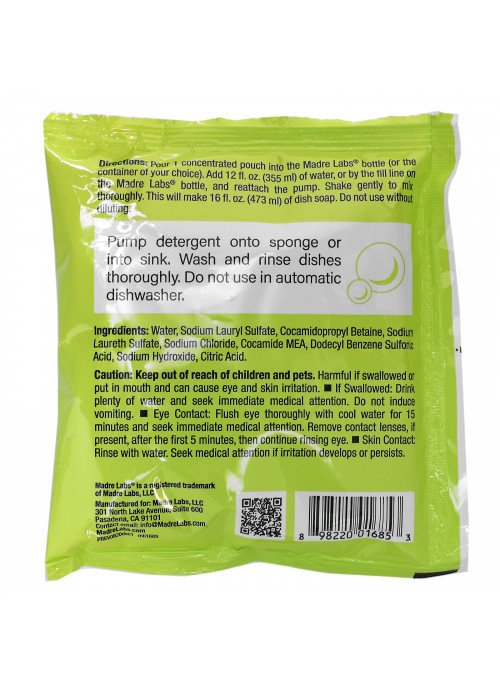 Directions: Pour 1 concentrated pouch into the Madre Labs® bottle (or the
container of your choice). Add 12 fl. oz. (355 ml) of water, or by the fill line on
the Madre Labs® bottle, and reattach the pump. Shake gently to mix
thoroughly. This will make 16 fl. oz. (473 ml) of dish soap. Do not use without
diluting.
Pump detergent onto sponge or
into sink. Wash and rinse dishes
thoroughly. Do not use in automatic
dishwasher.
Ingredients: Water, Sodium Lauryl Sulfate, Cocamidopropyl Betaine, Sodium
Laureth Sulfate, Sodium Chloride, Cocamide MEA, Dodecyl Benzene Sulfonic
Acid, Sodium Hydroxide, Citric Acid.
Caution: Keep out of reach of children and pets. Harmful if swallowed or
put in mouth and can cause eye and skin irritation. ■ If Swallowed: Drink
plenty of water and seek immediate medical attention. Do not induce
vomiting. ■ Eye Contact: Flush eye thoroughly with cool water for 15
minutes and seek immediate medical attention. Remove contact lenses, if
present, after the first 5 minutes, then continue rinsing eye. ■ Skin Contact:
Rinse with water. Seek medical attention if irritation develops or persists.
Madre Labs® is a registered trademark
of Madre Labs, LLC.
Manufactured for: Madre Labs, LLC
301 North Lake Avenue, Suite 600
Pasadena, CA 91101
Contact email: info@MadreLabs.com
MadreLabs.com
8 98220 01685 3